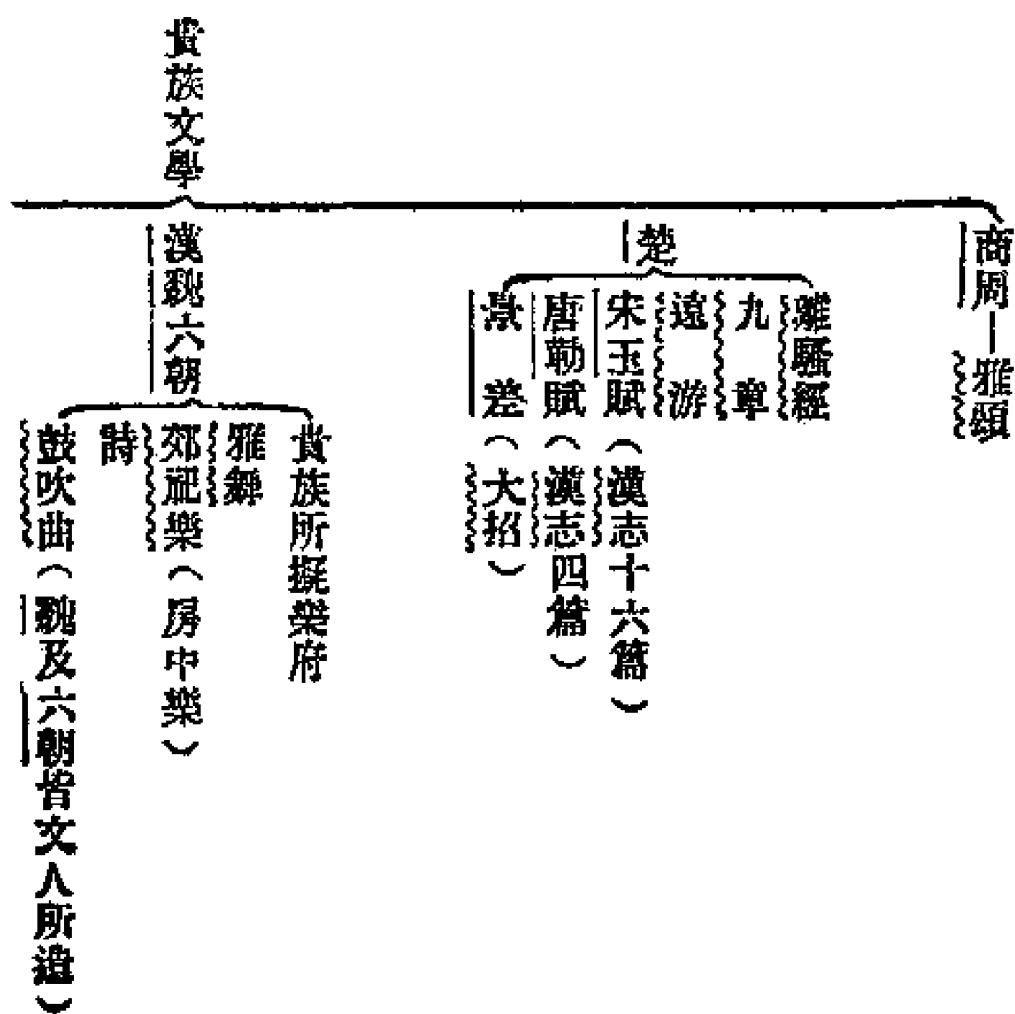 貴族文學
商周—雅頌
楚
離騷經
九章
遠游
宋玉賦（漢志十六篇）
唐勒賦（漢志四篇）
景差（大招）
漢魏六朝
貴族所擬樂府
雅舞
郊祀樂（房中樂）
詩
鼓吹曲（魏及六朝皆文人所造）